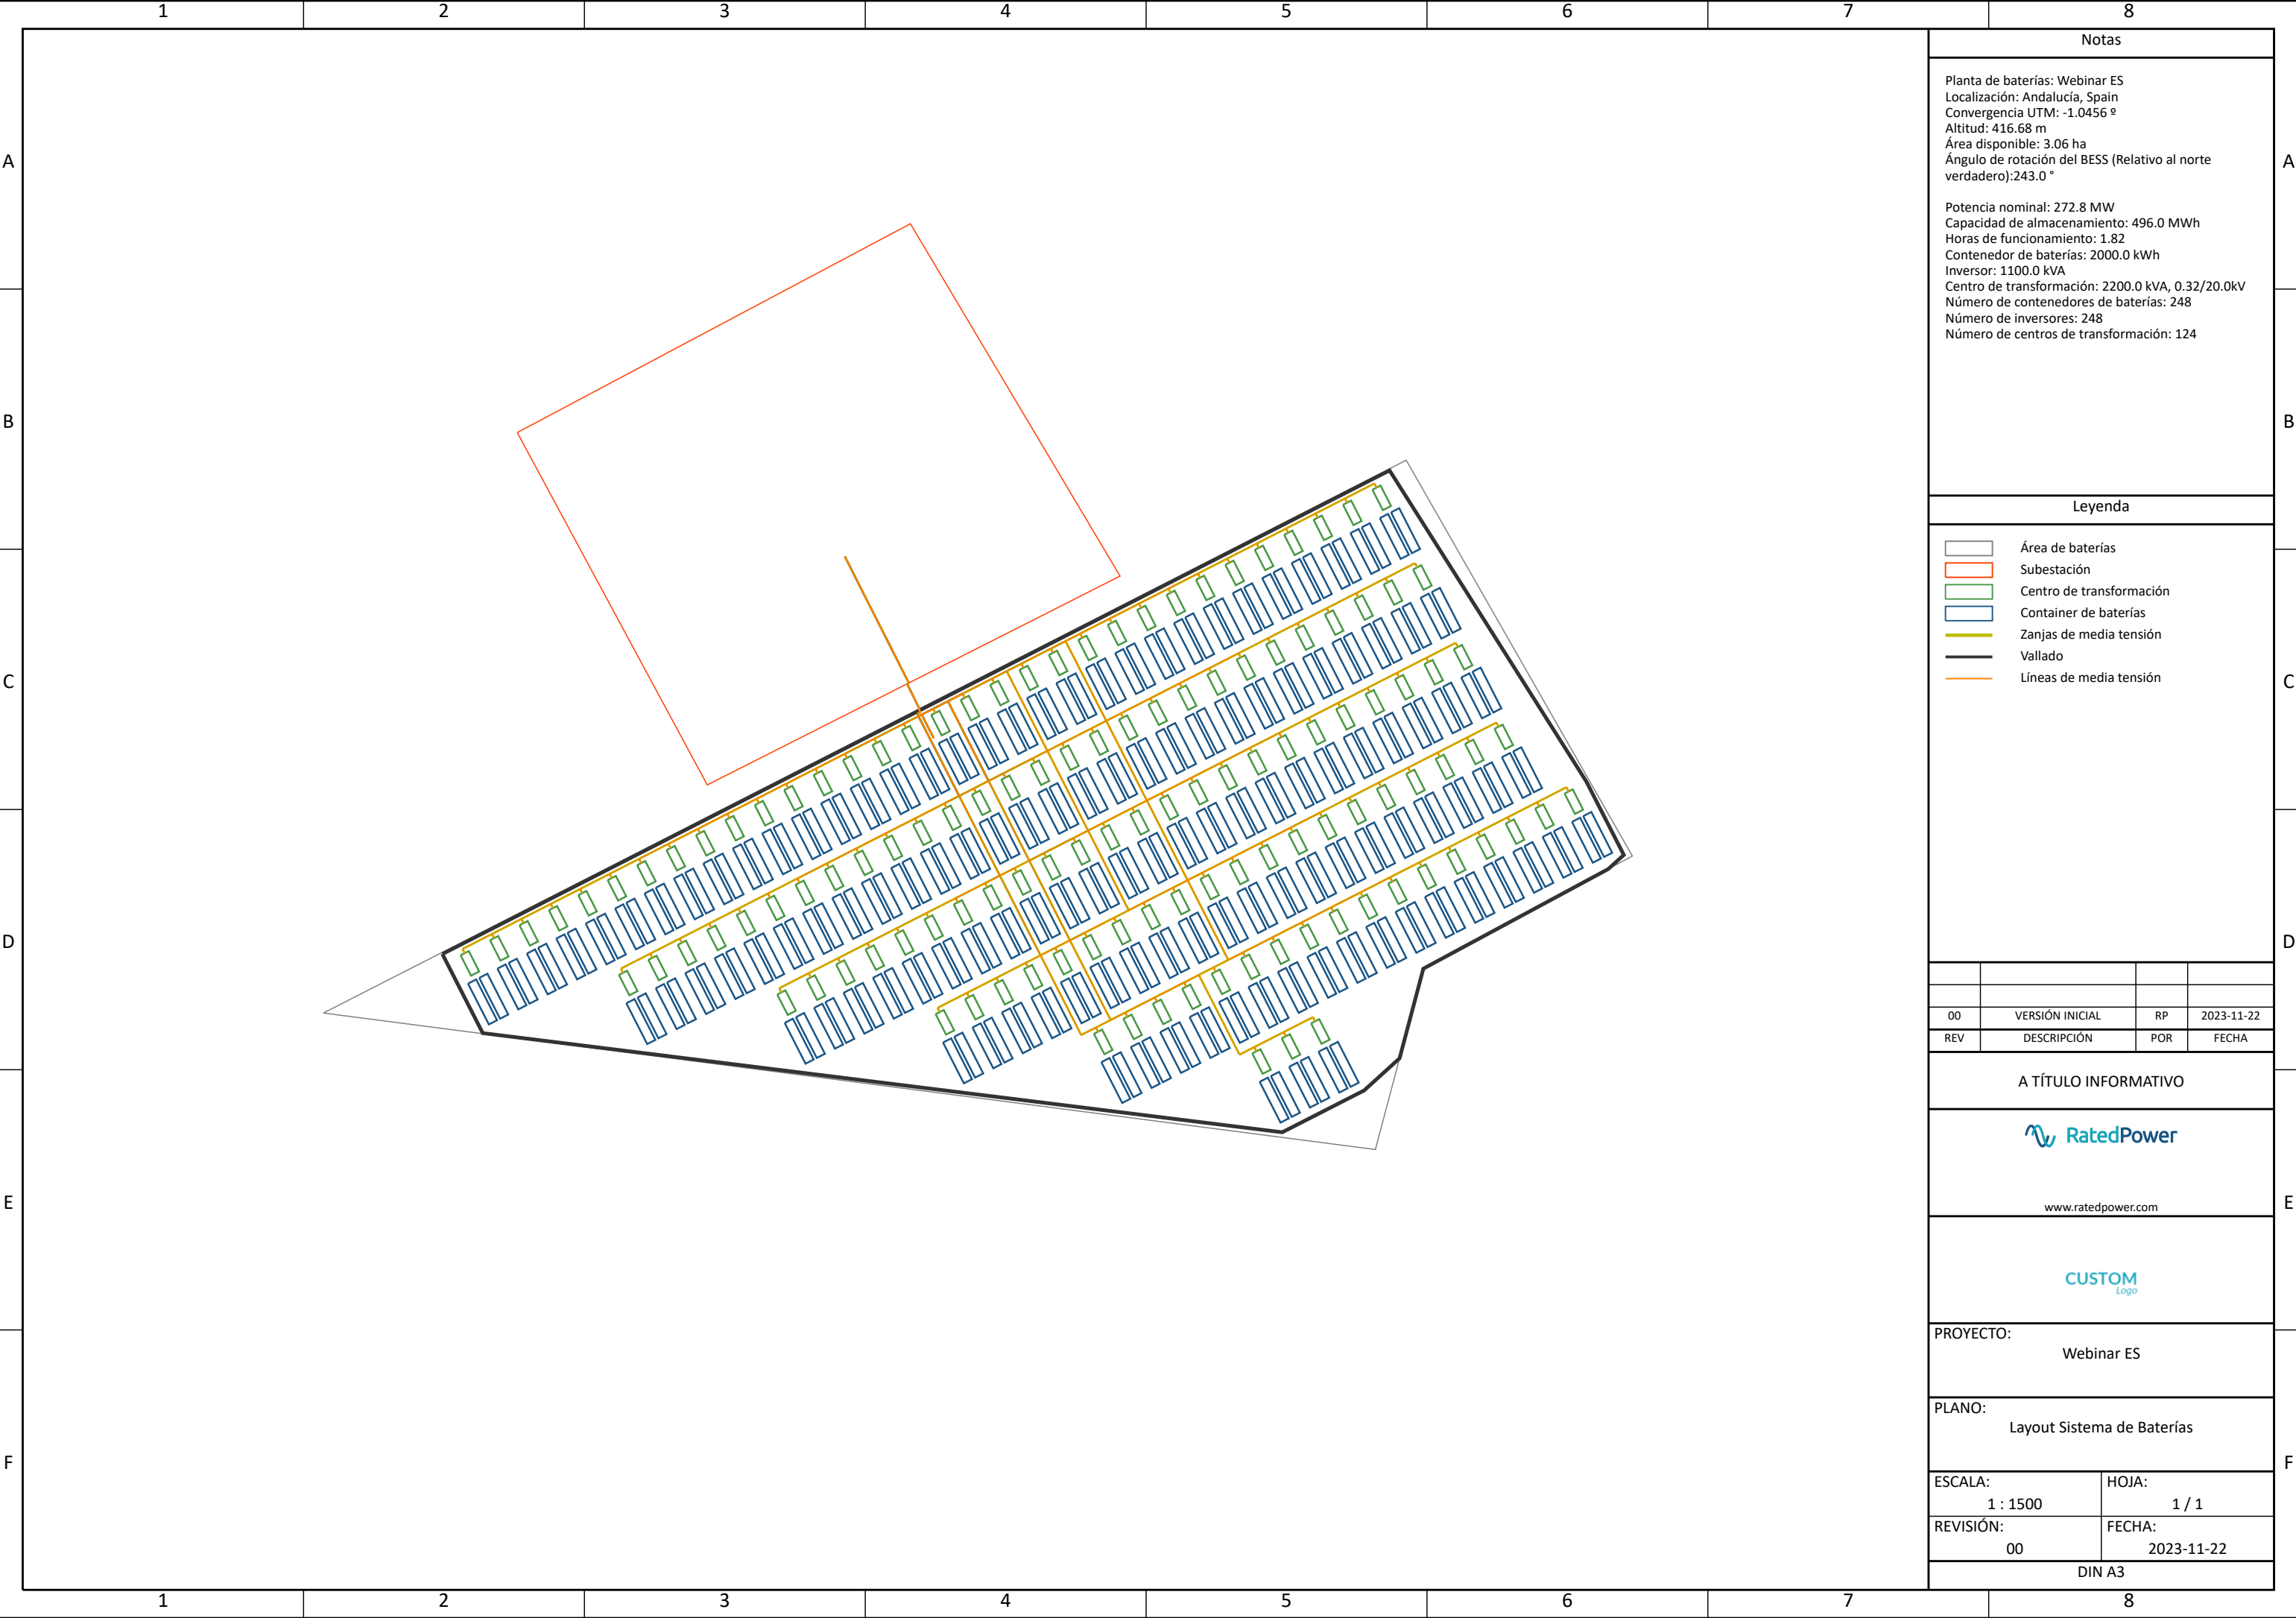 1 2 3 4 5 6 7 8
A A
B B
C C
D D
E E
F F
Notas
Planta de baterías: Webinar ES
Localización: Andalucía, Spain
Convergencia UTM: -1.0456 º
Altitud: 416.68 m
Área disponible: 3.06 ha
Ángulo de rotación del BESS (Relativo al norte
verdadero):243.0 °
Potencia nominal: 272.8 MW
Capacidad de almacenamiento: 496.0 MWh
Horas de funcionamiento: 1.82
Contenedor de baterías: 2000.0 kWh
Inversor: 1100.0 kVA
Centro de transformación: 2200.0 kVA, 0.32/20.0kV
Número de contenedores de baterías: 248
Número de inversores: 248
Número de centros de transformación: 124
Leyenda
Área de baterías
Subestación
Centro de transformación
Container de baterías
Zanjas de media tensión
Vallado
Líneas de media tensión
00 VERSIÓN INICIAL RP 2023-11-22
REV DESCRIPCIÓN POR FECHA
A TÍTULO INFORMATIVO
RatedPower
www.ratedpower.com
CUSTOM
Logo
PROYECTO:
Webinar ES
PLANO:
Layout Sistema de Baterías
ESCALA: HOJA:
1 : 1500 1 / 1
REVISIÓN: FECHA:
00 2023-11-22
DIN A3
1 2 3 4 5 6 7 8